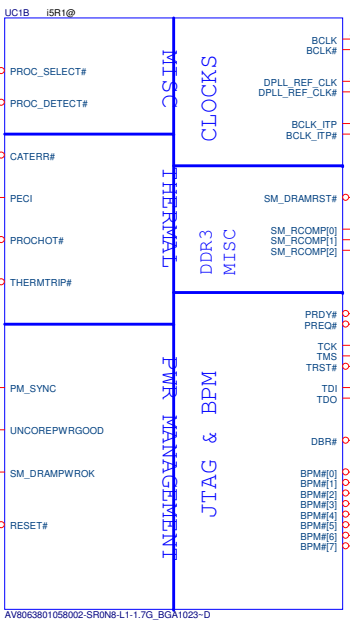 UC1B i5R1@
PROC_SELECT#
PROC_DETECT#
MISC
CATERR#
PECI
PROCHOT#
THERMTRIP#
THERMAL
PM_SYNC
UNCOREPWRGOOD
SM_DRAMPWROK
RESET#
PWR MANAGEMENT
CLOCKS
BCLK
BCLK#
DPLL_REF_CLK
DPLL_REF_CLK#
BCLK_ITP
BCLK_ITP#
DDR3
MISC
SM_DRAMRST#
SM_RCOMP[0]
SM_RCOMP[1]
SM_RCOMP[2]
JTAG & BPM
PRDY#
PREQ#
TCK
TMS
TRST#
TDI
TDO
DBR#
BPM#[0]
BPM#[1]
BPM#[2]
BPM#[3]
BPM#[4]
BPM#[5]
BPM#[6]
BPM#[7]
AV8063801058002-SR0N8-L1-1.7G_BGA1023~D